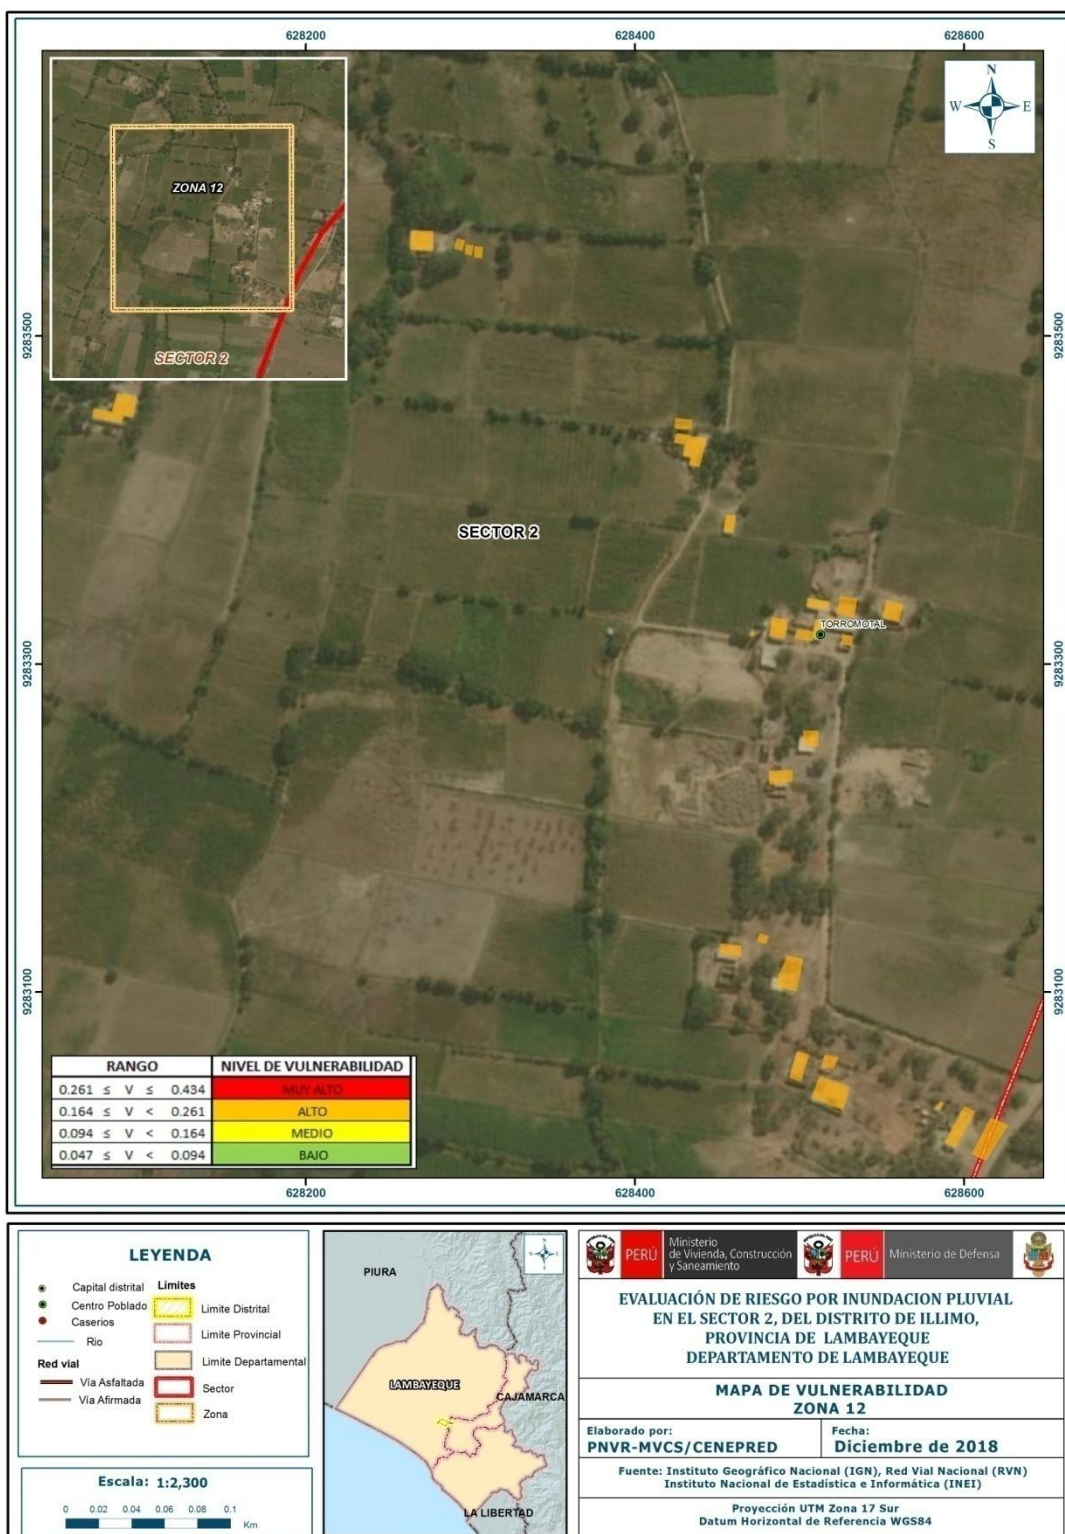 628200
628400
628600
ZONA 12
SECTOR 2
N
W
E
S
9283500
9283500
SECTOR 2
TORROMOTAL
9283300
9283300
9283100
9283100
RANGO NIVEL DE VULNERABILIDAD
0.261 ≤ V ≤ 0.434 MUY ALTO
0.164 ≤ V < 0.261 ALTO
0.094 ≤ V < 0.164 MEDIO
0.047 ≤ V < 0.094 BAJO
628200
628400
628600
LEYENDA
Capital distrital
Centro Poblado
Caserios
Rio
Red vial
Vía Asfaltada
Vía Afirmada
Límites
Limite Distrital
Limite Provincial
Limite Departamental
Sector
Zona
Escala: 1:2,300
0 0.02 0.04 0.06 0.08 0.1
Km
PIURA
LAMBAYEQUE
CAJAMARCA
LA LIBERTAD
PERÚ
Ministerio
de Vivienda, Construcción
y Saneamiento
PERÚ
Ministerio de Defensa
EVALUACIÓN DE RIESGO POR INUNDACION PLUVIAL
EN EL SECTOR 2, DEL DISTRITO DE ILLIMO,
PROVINCIA DE LAMBAYEQUE
DEPARTAMENTO DE LAMBAYEQUE
MAPA DE VULNERABILIDAD
ZONA 12
Elaborado por:
PNVR-MVCS/CENEPRED
Fecha:
Diciembre de 2018
Fuente: Instituto Geográfico Nacional (IGN), Red Vial Nacional (RVN)
Instituto Nacional de Estadística e Informática (INEI)
Proyección UTM Zona 17 Sur
Datum Horizontal de Referencia WGS84